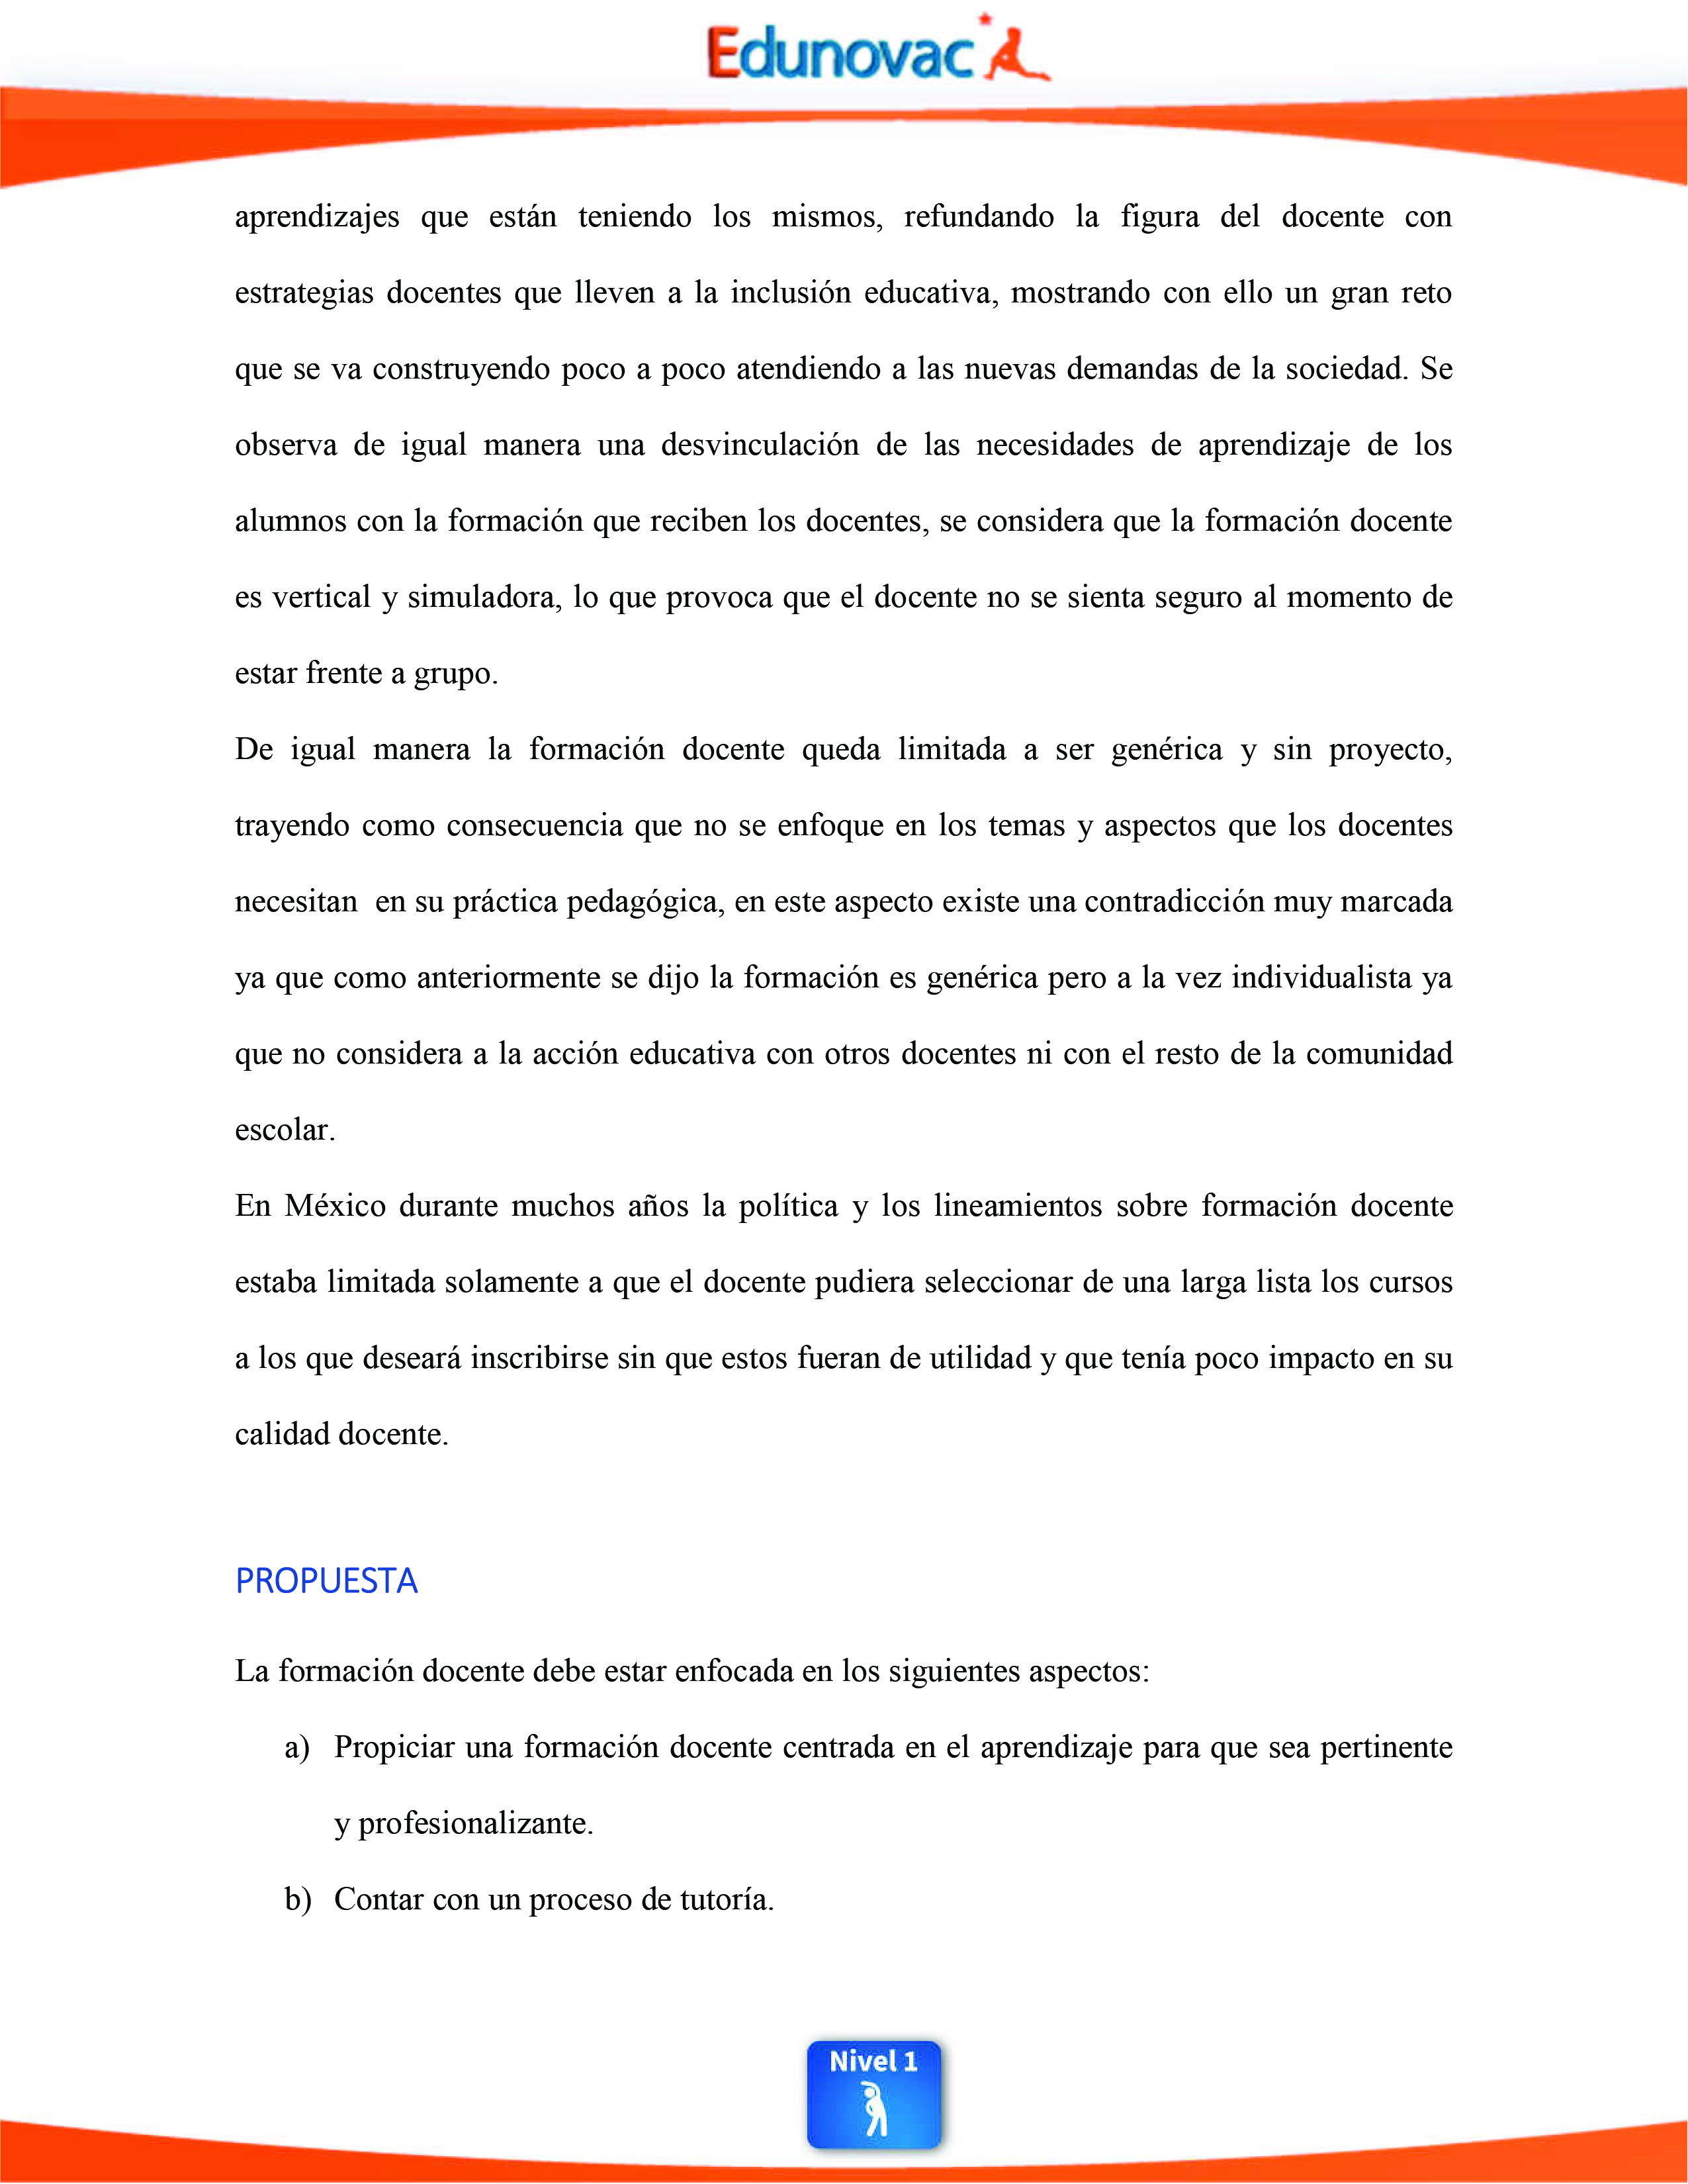 Edunovac
aprendizajes que están teniendo los mismos, refundando la figura del docente con
estrategias docentes que lleven a la inclusión educativa, mostrando con ello un gran reto
que se va construyendo poco a poco atendiendo a las nuevas demandas de la sociedad. Se
observa de igual manera una desvinculación de las necesidades de aprendizaje de los
alumnos con la formación que reciben los docentes, se considera que la formación docente
es vertical y simuladora, lo que provoca que el docente no se sienta seguro al momento de
estar frente a grupo.
De igual manera la formación docente queda limitada a ser genérica y sin proyecto,
trayendo como consecuencia que no se enfoque en los temas y aspectos que los docentes
necesitan en su práctica pedagógica, en este aspecto existe una contradicción muy marcada
ya que como anteriormente se dijo la formación es genérica pero a la vez individualista ya
que no considera a la acción educativa con otros docentes ni con el resto de la comunidad
escolar.
En México durante muchos años la política y los lineamientos sobre formación docente
estaba limitada solamente a que el docente pudiera seleccionar de una larga lista los cursos
a los que deseará inscribirse sin que estos fueran de utilidad y que tenía poco impacto en su
calidad docente.
PROPUESTA
La formación docente debe estar enfocada en los siguientes aspectos:
a) Propiciar una formación docente centrada en el aprendizaje para que sea pertinente
y profesionalizante.
b) Contar con un proceso de tutoría.
Nivel 1